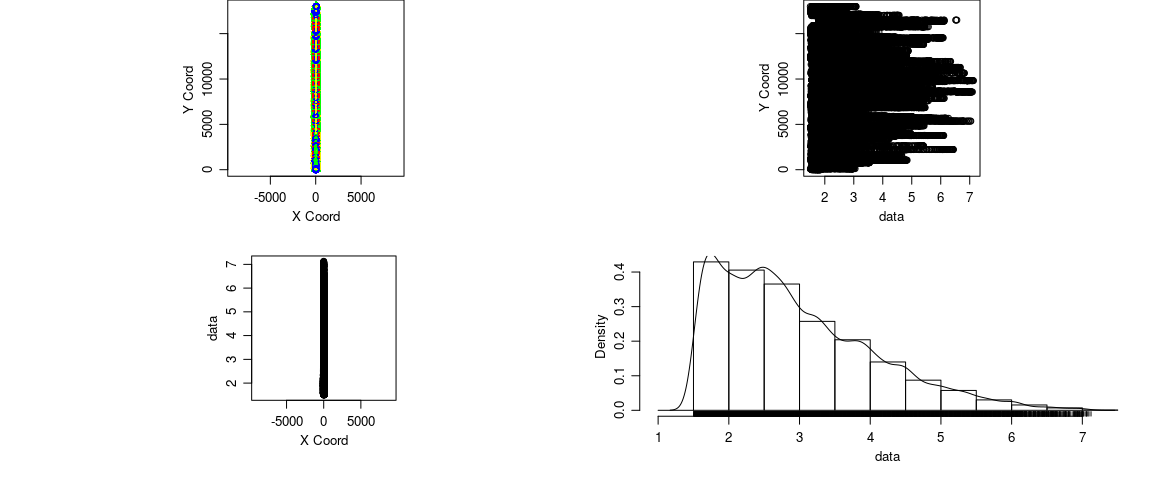 Y Coord
10000
5000
0
-5000 0 5000
X Coord
Y Coord
10000
5000
0
2 3 4 5 6 7
data
data
7
6
5
4
3
2
-5000 0 5000
X Coord
Density
0.4
0.3
0.2
0.1
0.0
1 2 3 4 5 6 7
data